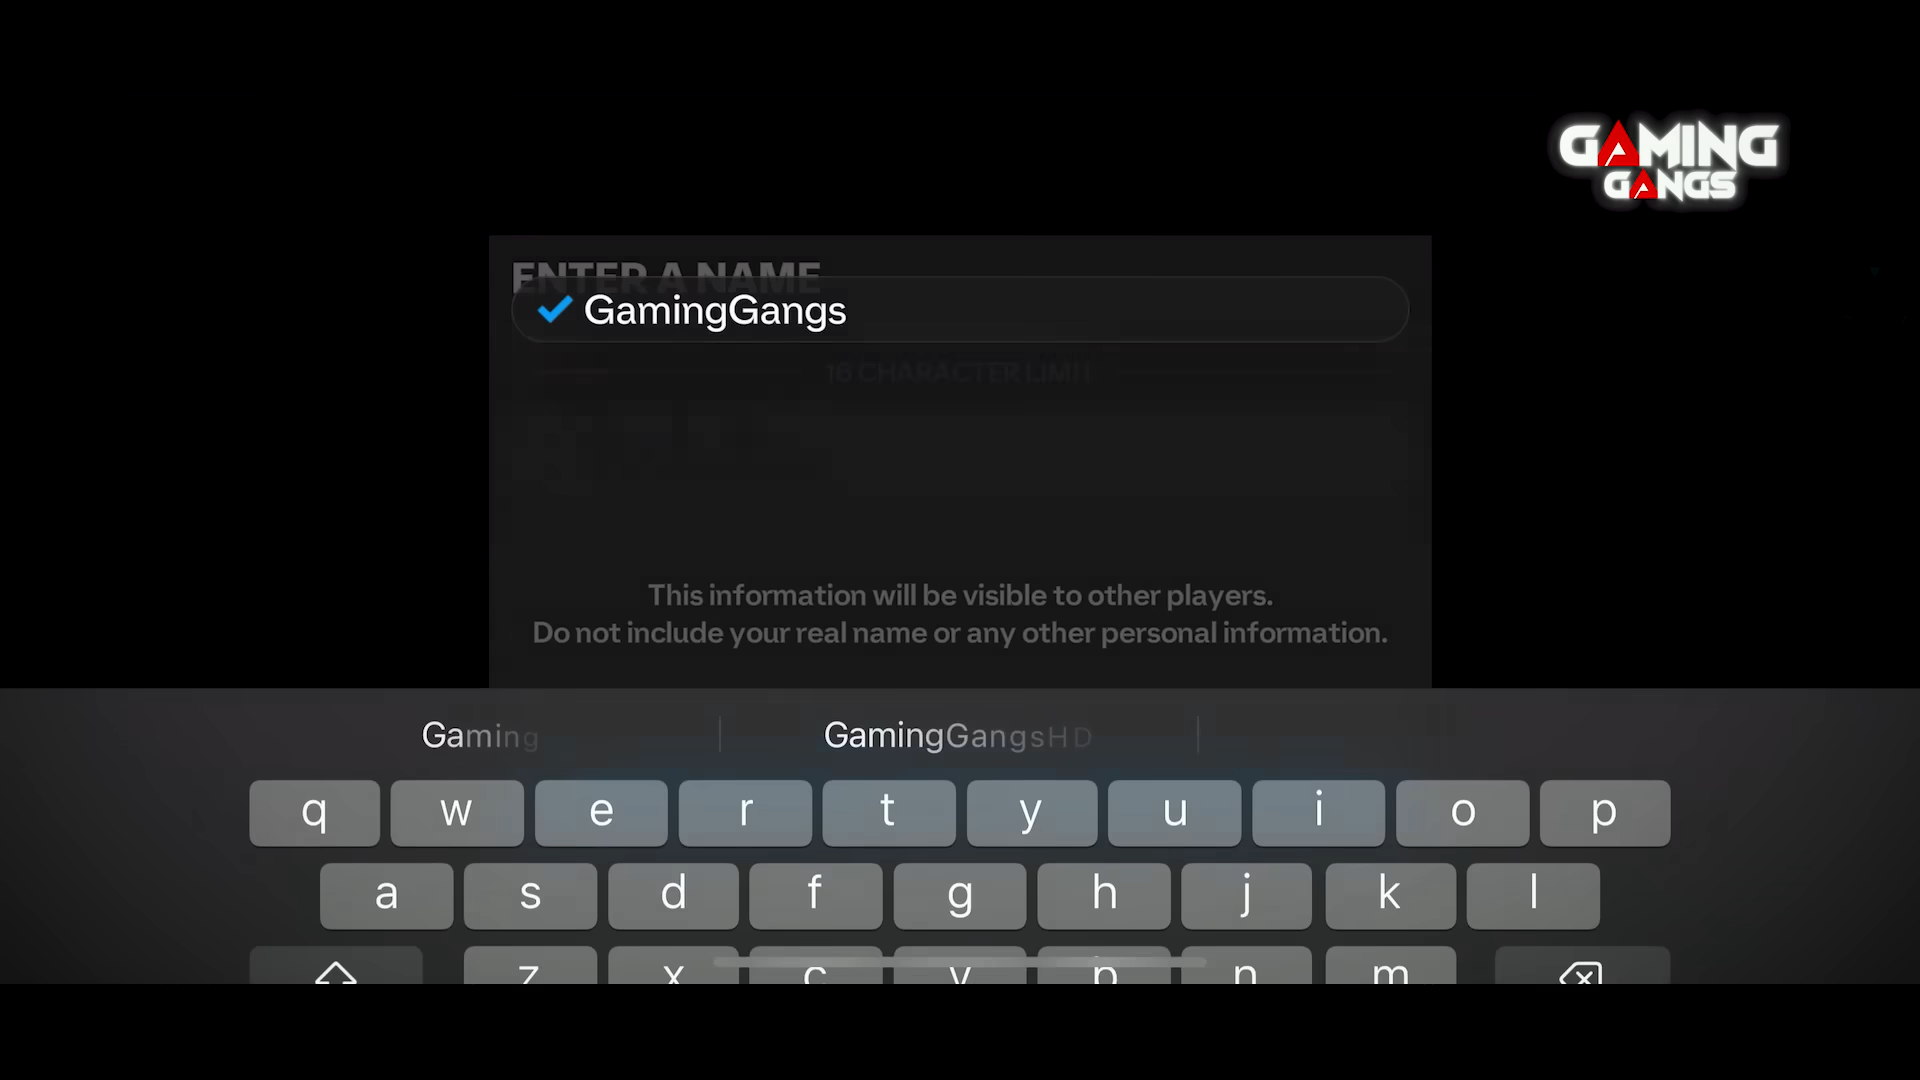 GAMING
GANGS
ENTER A NAME
GamingGangs
16 CHARACTER LIMIT
This information will be visible to other players.
Do not include your real name or any other personal information.
Gaming
GamingGangsHD
q w e r t y u i o p
a s d f g h j k l
z x c v b n m